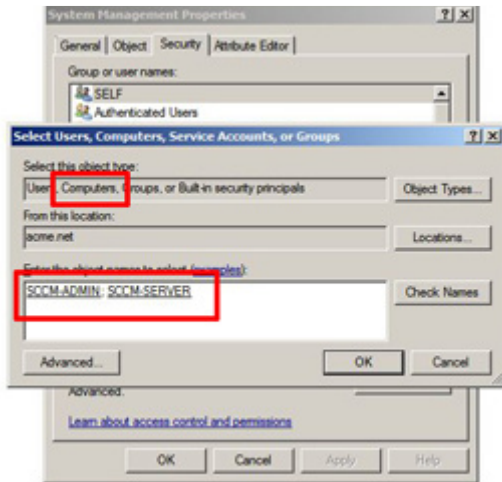 System Management Properties
General Object Security Attribute Editor
Group or user names:
SELF
Authenticated Users
Select Users, Computers, Service Accounts, or Groups
Select this object type:
Users, Computers, Groups, or Built-in security principals
Object Types...
From this location:
acme.net
Locations...
Enter the object names to select (examples):
SCCM-ADMIN; SCCM-SERVER
Check Names
Advanced...
OK
Cancel
Advanced.
Learn about access control and permissions
OK
Cancel
Apply
Help